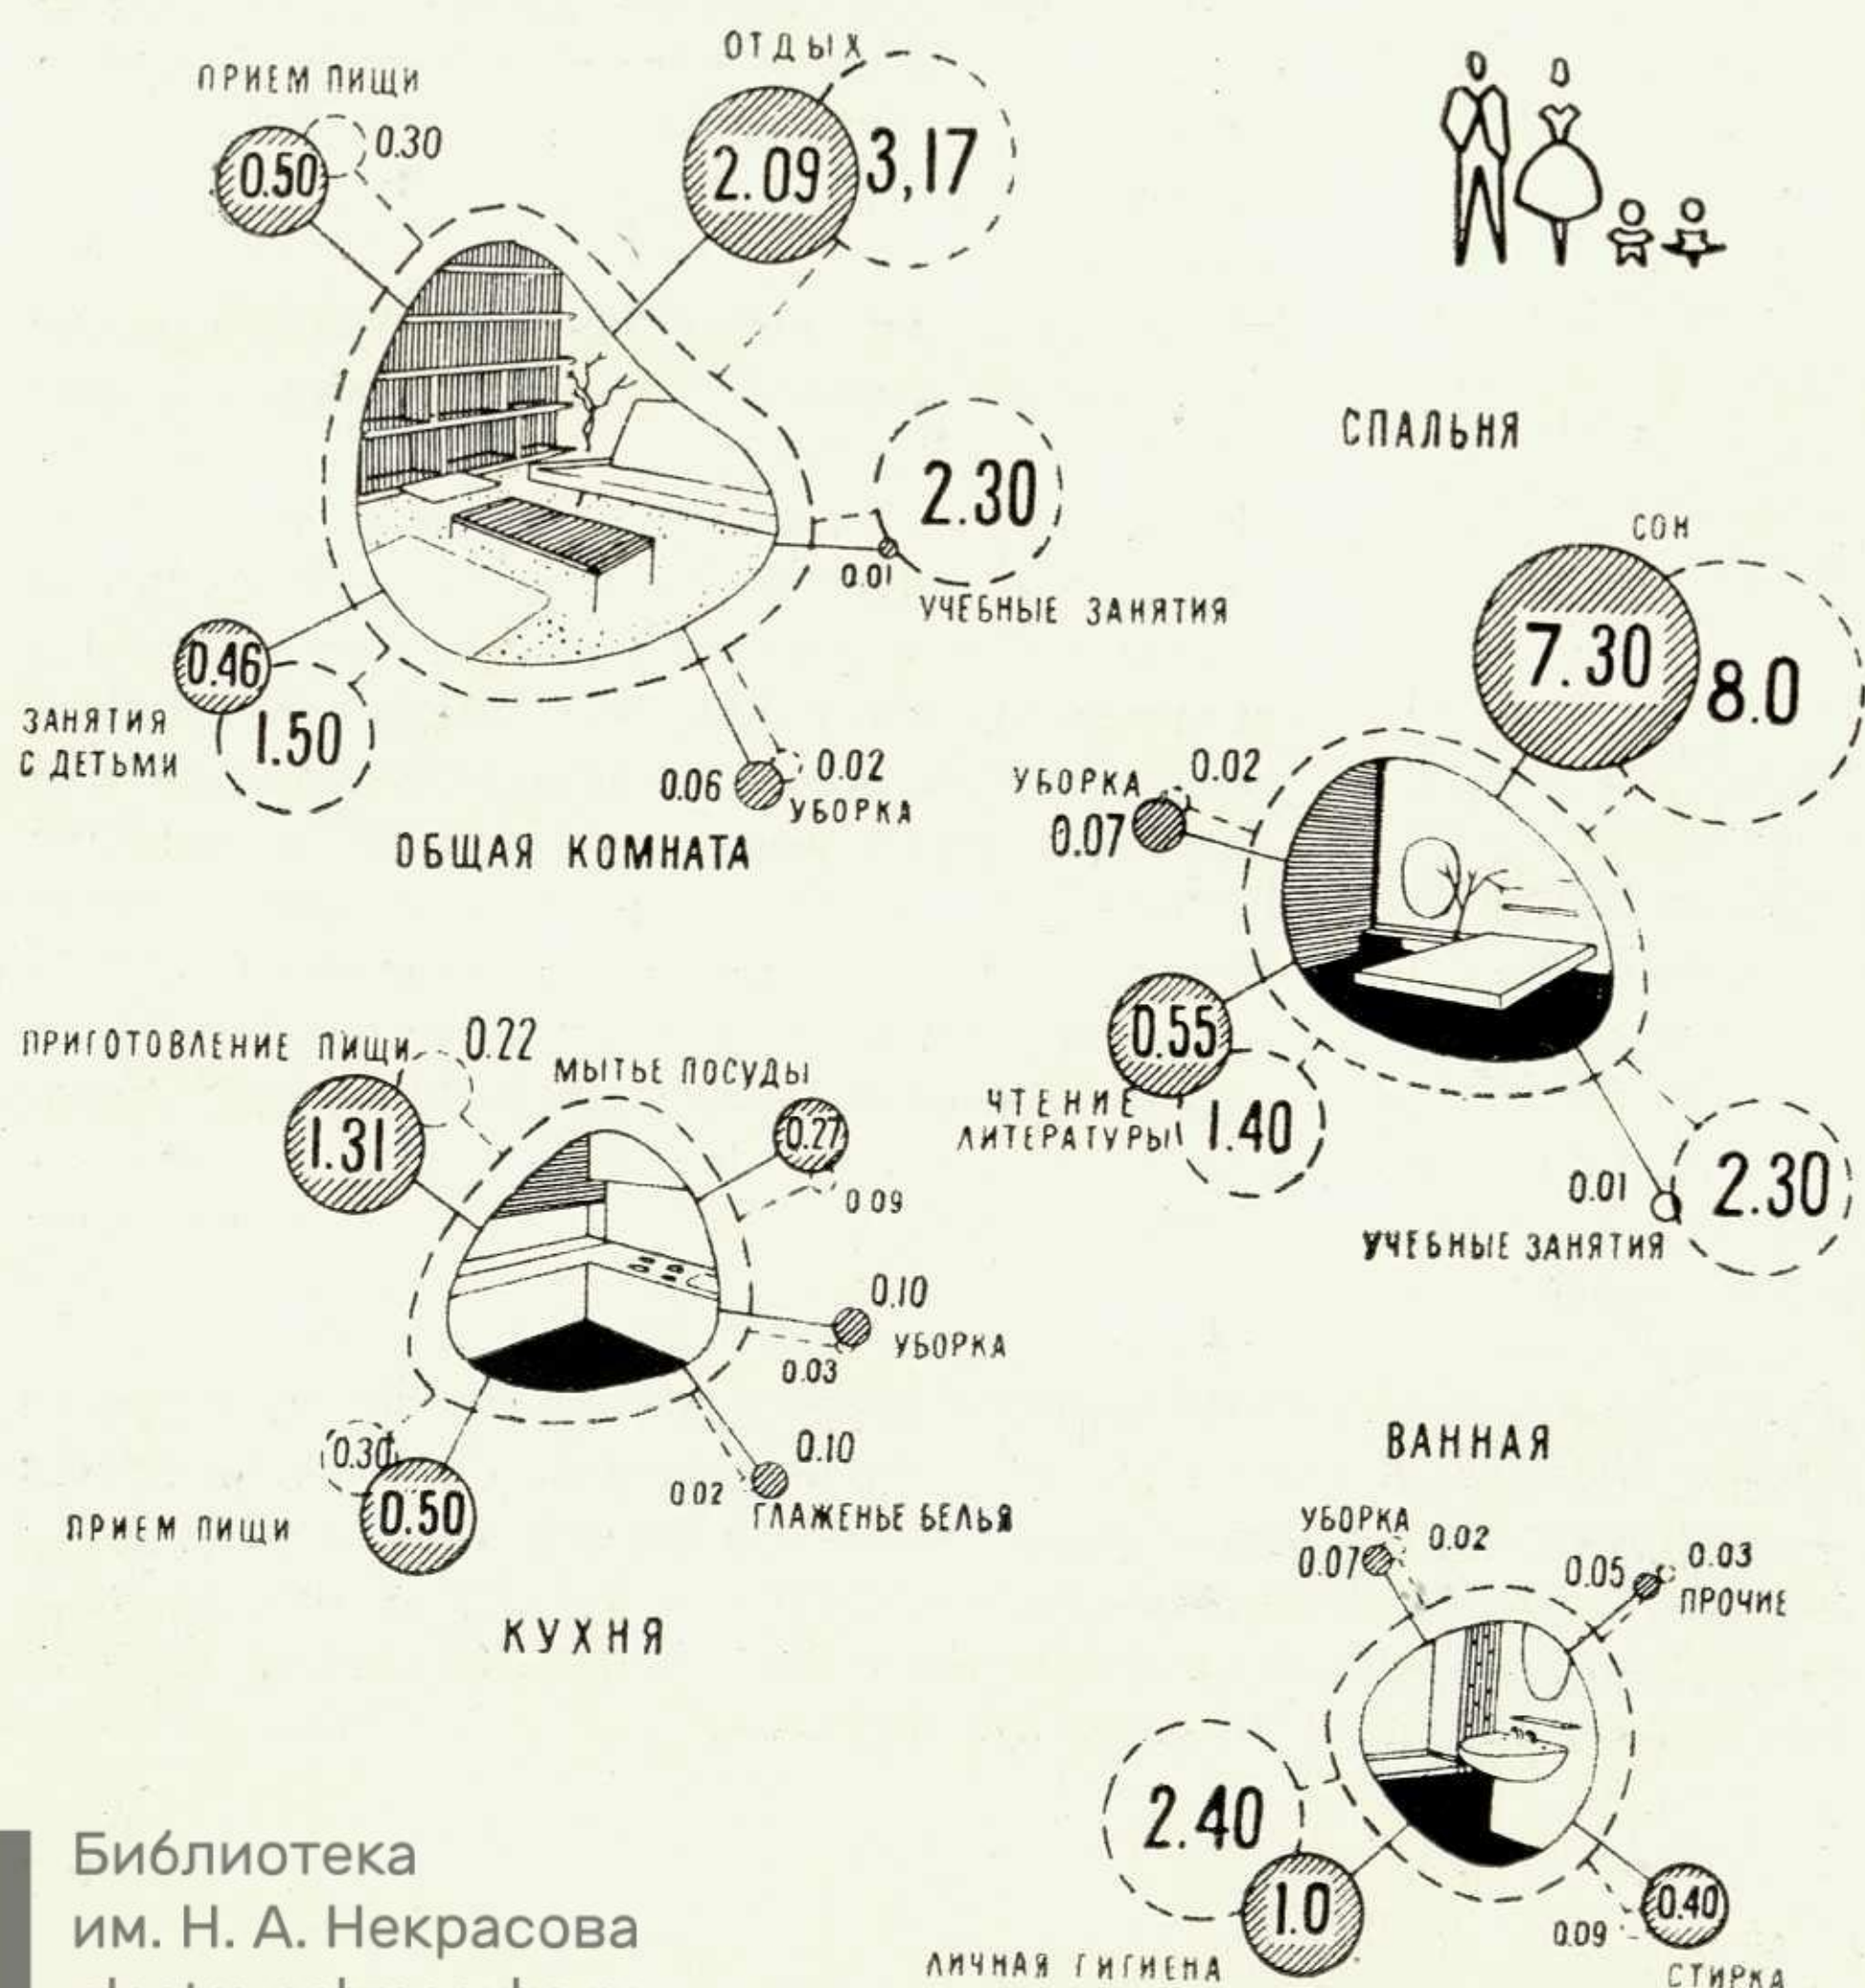 ПРИЕМ ПИЩИ
0.50
0.30
ОТДЫХ
2.09
3,17
2.30
0.01
УЧЕБНЫЕ ЗАНЯТИЯ
0.46
1.50
ЗАНЯТИЯ
С ДЕТЬМИ
0.06
0.02
УБОРКА
ОБЩАЯ КОМНАТА
СПАЛЬНЯ
СОН
7.30
8.0
УБОРКА
0.02
0.07
0.55
ЧТЕНИЕ
ЛИТЕРАТУРЫ
1.40
0.01
2.30
УЧЕБНЫЕ ЗАНЯТИЯ
ПРИГОТОВЛЕНИЕ ПИЩИ
0.22
1.31
МЫТЬЕ ПОСУДЫ
0.27
0 09
0.10
УБОРКА
0.03
0.10
0 02
ГЛАЖЕНЬЕ БЕЛЬЯ
0.30
0.50
ПРИЕМ ПИЩИ
КУХНЯ
ВАННАЯ
УБОРКА
0.07
0.02
0.05
0.03
ПРОЧИЕ
2.40
1.0
ЛИЧНАЯ ГИГИЕНА
0.40
0.09
СТИРКА
Библиотека
им. Н. А. Некрасова